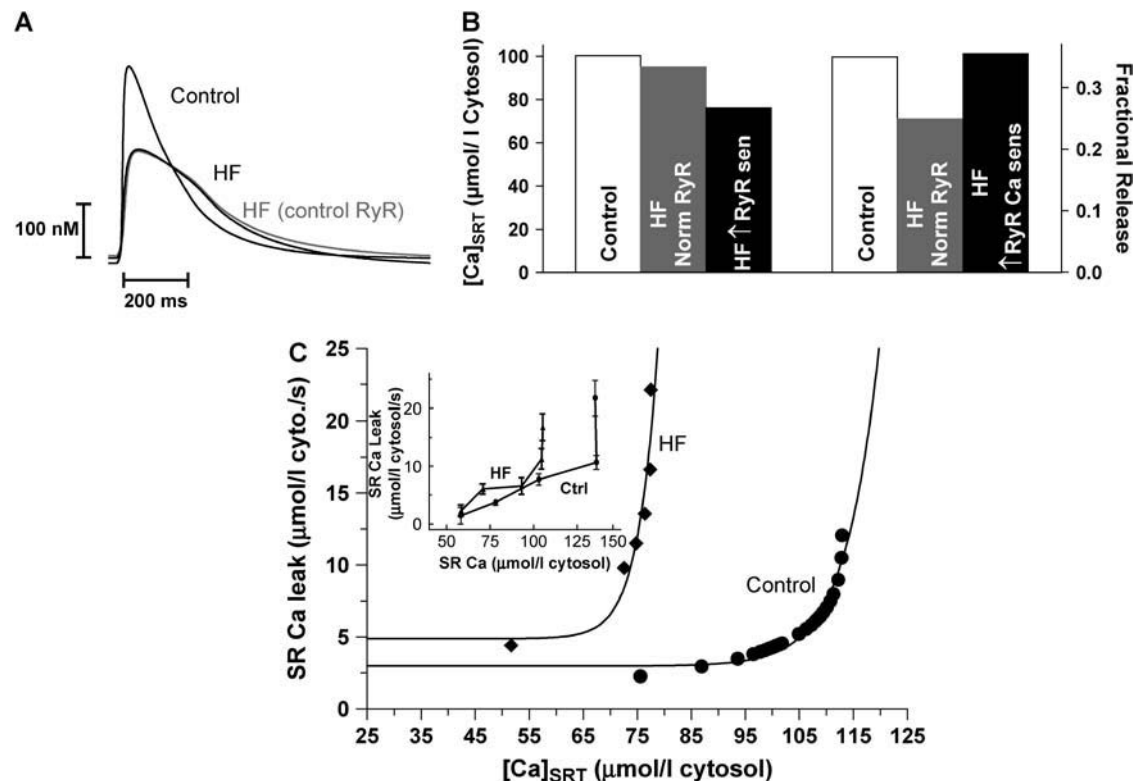 A
Control
HF
HF (control RyR)
100 nM
200 ms
B
[Ca]SRT (µmol/ l Cytosol)
100
80
60
40
20
0
Control
HF
Norm RyR
HF ↑RyR sen
Control
HF
Norm RyR
HF
↑RyR Ca sens
0.3
0.2
0.1
0.0
Fractional
Release
C
SR Ca leak (µmol/l cyto./s)
25
20
15
10
5
0
SR Ca Leak
(µmol/l cytosol/s)
20
10
0
HF
Ctrl
50 75 100 125 150
SR Ca (µmol/l cytosol)
HF
Control
25 35 45 55 65 75 85 95 105 115 125
[Ca]SRT (µmol/l cytosol)